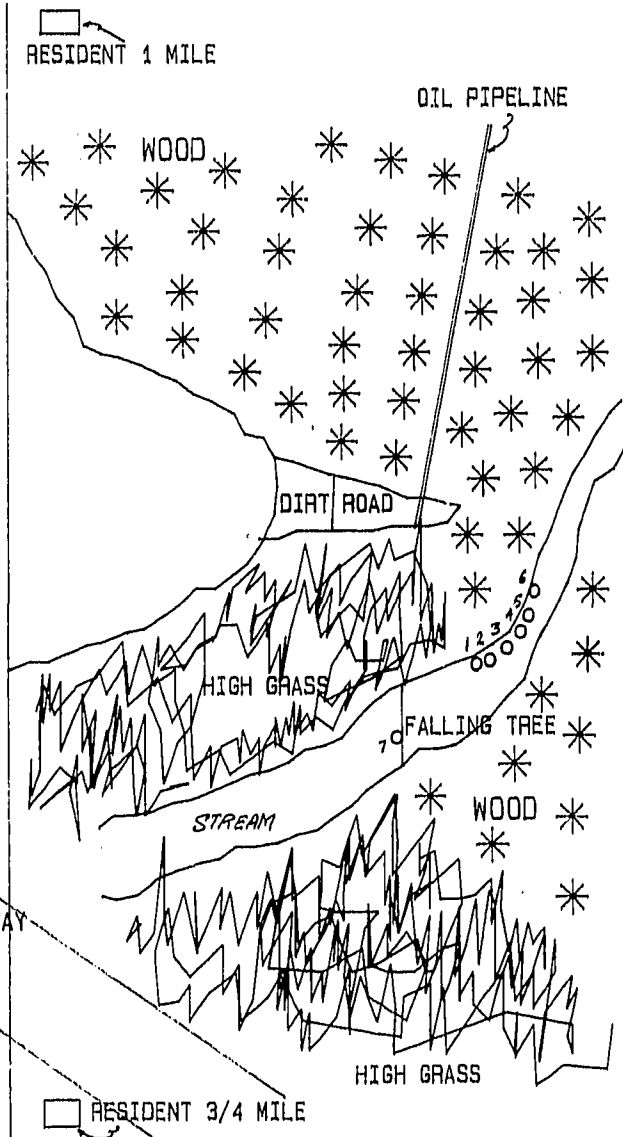 RESIDENT 1 MILE
OIL PIPELINE
WOOD
DIRT ROAD
6
5
4
3
2
1
HIGH GRASS
FALLING TREE
7
WOOD
STREAM
AY
HIGH GRASS
RESIDENT 3/4 MILE